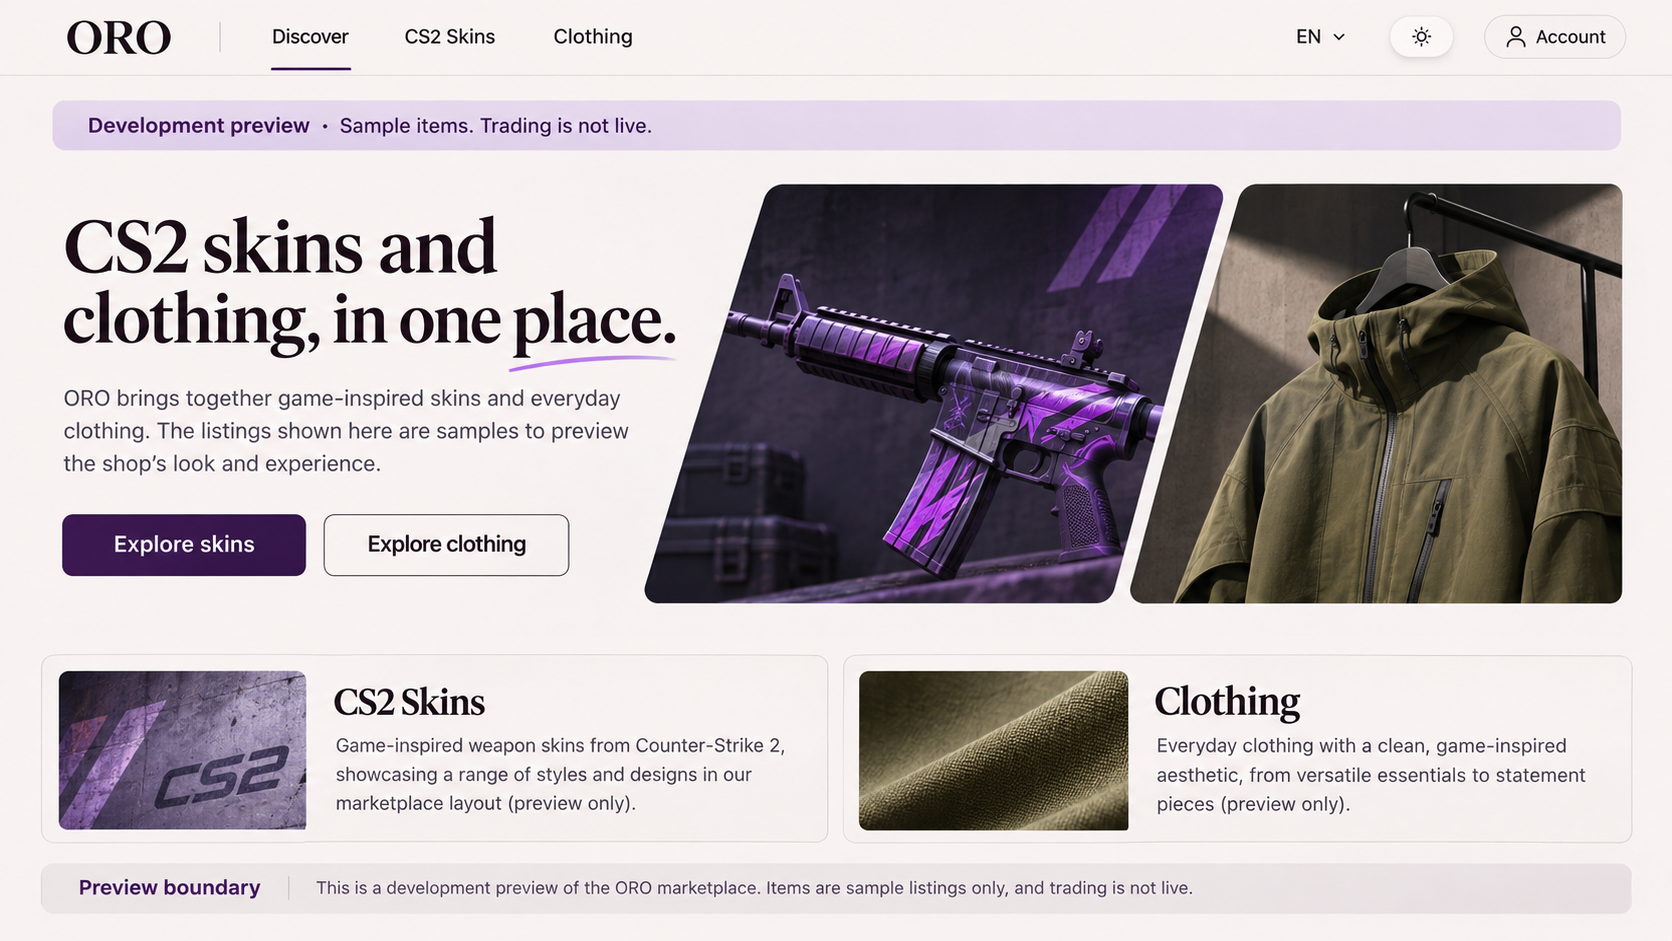 ORO
Discover
CS2 Skins
Clothing
EN
Account
Development preview • Sample items. Trading is not live.
CS2 skins and
clothing, in one place.
ORO brings together game-inspired skins and everyday
clothing. The listings shown here are samples to preview
the shop’s look and experience.
Explore skins
Explore clothing
CS2
CS2 Skins
Game-inspired weapon skins from Counter-Strike 2,
showcasing a range of styles and designs in our
marketplace layout (preview only).
Clothing
Everyday clothing with a clean, game-inspired
aesthetic, from versatile essentials to statement
pieces (preview only).
Preview boundary
This is a development preview of the ORO marketplace. Items are sample listings only, and trading is not live.